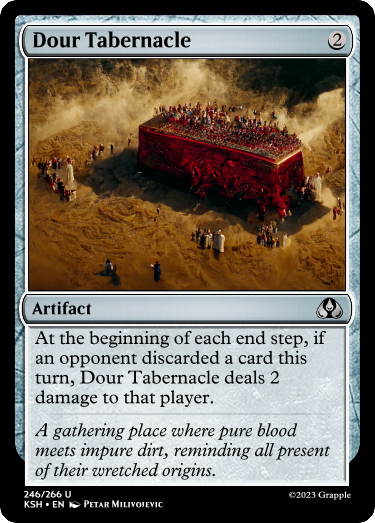 Dour Tabernacle 2
Artifact
At the beginning of each end step, if
an opponent discarded a card this
turn, Dour Tabernacle deals 2
damage to that player.
A gathering place where pure blood
meets impure dirt, reminding all present
of their wretched origins.
246/266 U
KSH • EN Petar Milivojevic
©2023 Grapple